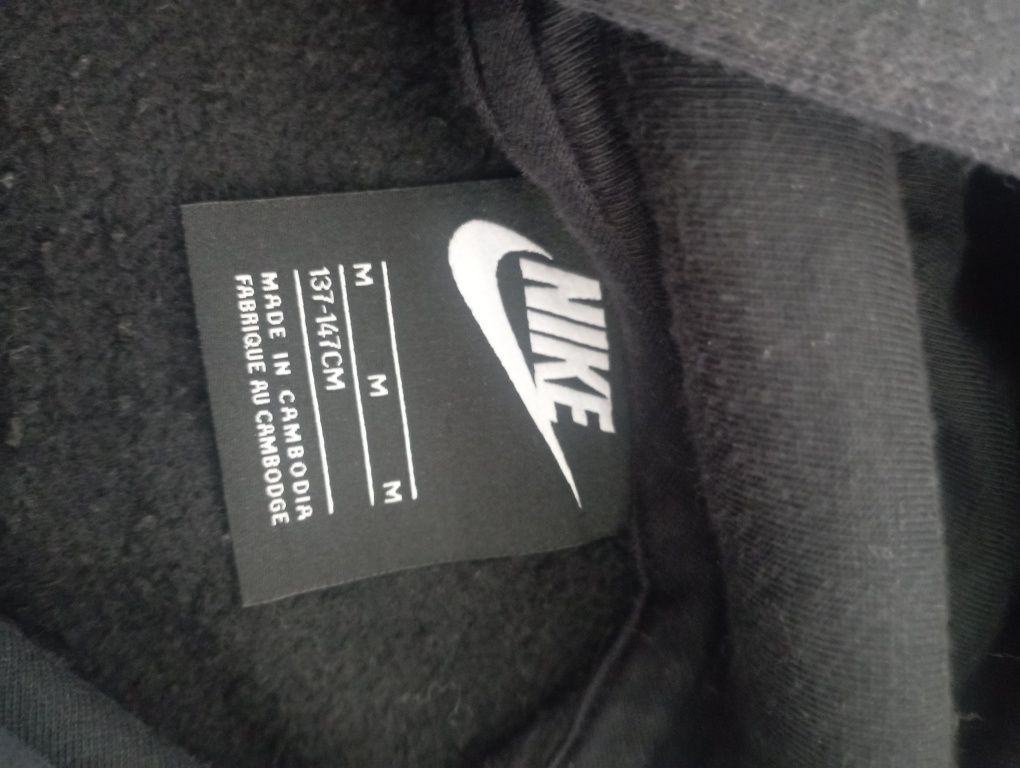 NIKE
M M M
137-147CM
MADE IN CAMBODIA
FABRIQUE AU CAMBODGE